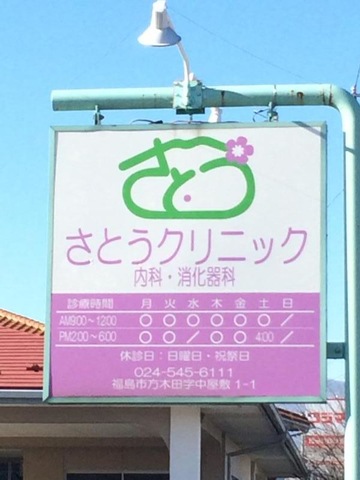 さとう
さとうクリニック
内科・消化器科
診療時間 月 火 水 木 金 土 日
AM9:00～12:00 ○ ○ ○ ○ ○ ○ ／
PM2:00～6:00 ○ ○ ／ ○ ○ 4:00 ／
休診日：日曜日・祝祭日
024-545-6111
福島市方木田字中屋敷1-1